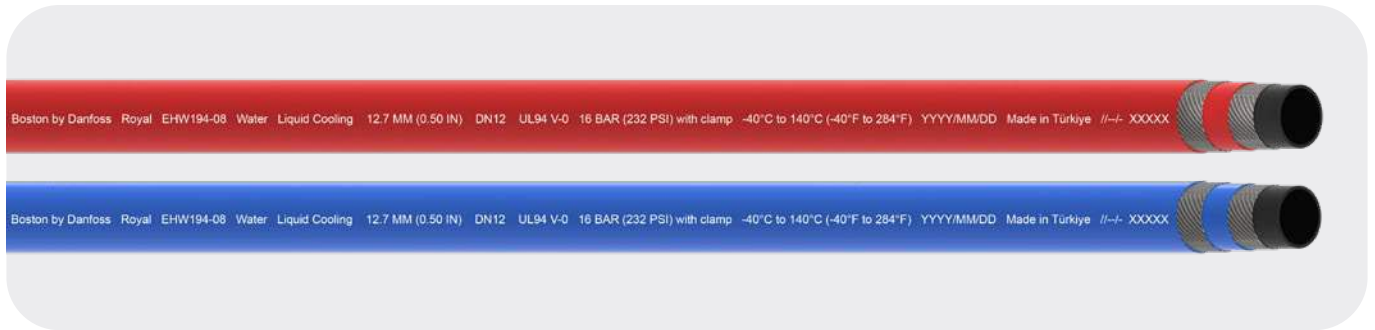 Boston by Danfoss Royal EHW194-08 Water Liquid Cooling 12.7 MM (0.50 IN) DN12 UL94 V-0 16 BAR (232 PSI) with clamp -40°C to 140°C (-40°F to 284°F) YYYY/MM/DD Made in Türkiye //--/- XXXXX
Boston by Danfoss Royal EHW194-08 Water Liquid Cooling 12.7 MM (0.50 IN) DN12 UL94 V-0 16 BAR (232 PSI) with clamp -40°C to 140°C (-40°F to 284°F) YYYY/MM/DD Made in Türkiye //--/- XXXXX